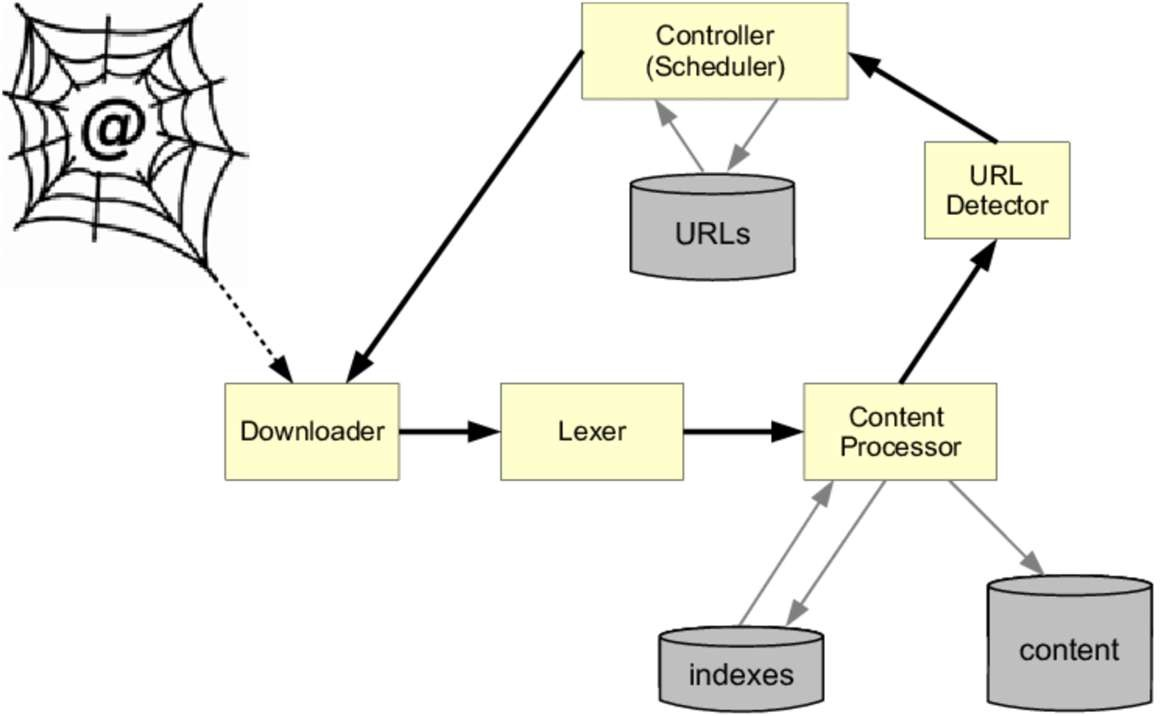 @
Controller
(Scheduler)
URL
Detector
URLs
Downloader
Lexer
Content
Processor
indexes
content